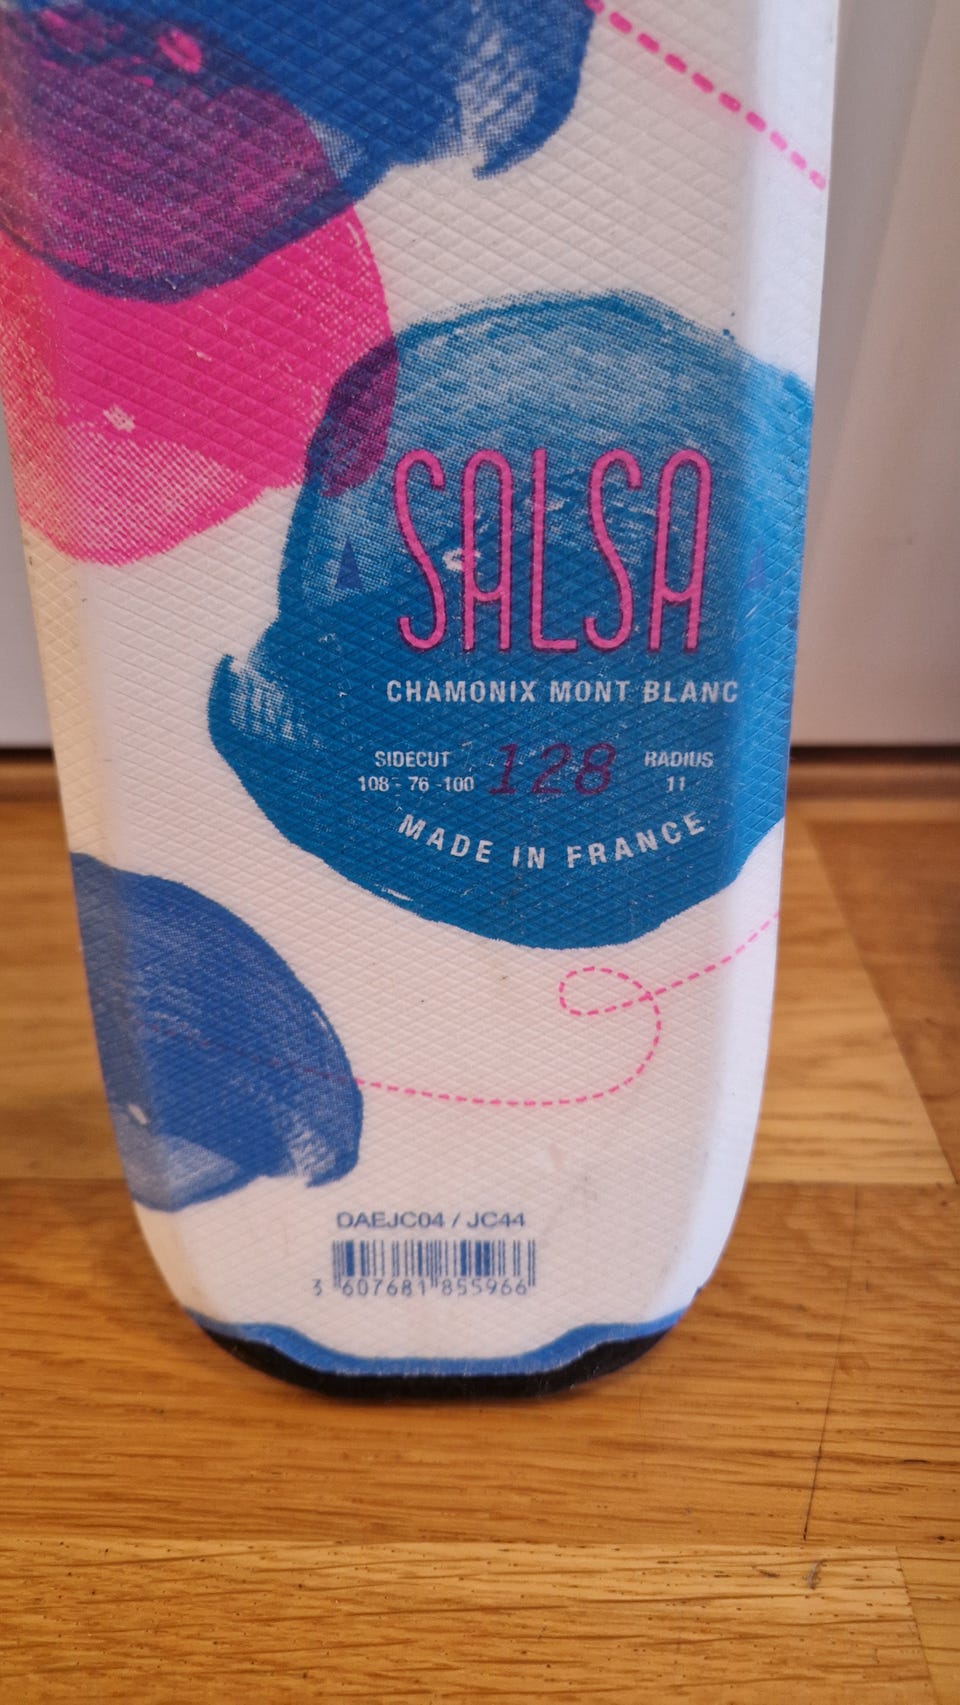 SALSA
CHAMONIX MONT BLANC
SIDECUT 128 RADIUS
108 - 76 -100 11
MADE IN FRANCE
DAEJC04 / JC44
3 607681 855966